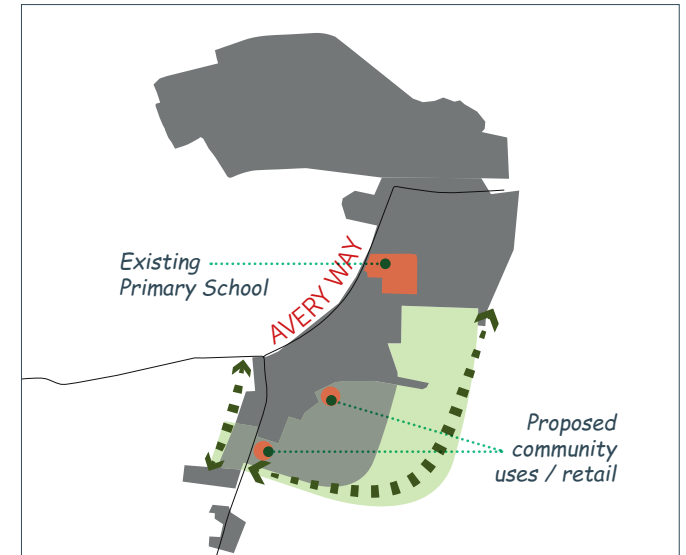 Existing
Primary School
AVERY WAY
Proposed
community
uses / retail